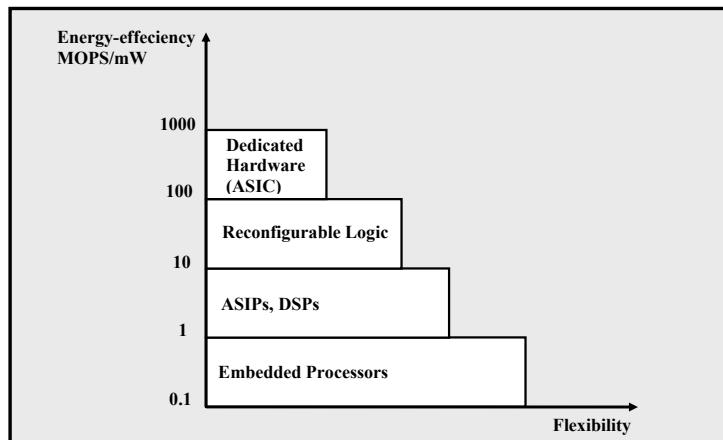 Energy-effeciency
MOPS/mW
1000
Dedicated
Hardware
(ASIC)
100
Reconfigurable Logic
10
ASIPs, DSPs
1
Embedded Processors
0.1
Flexibility